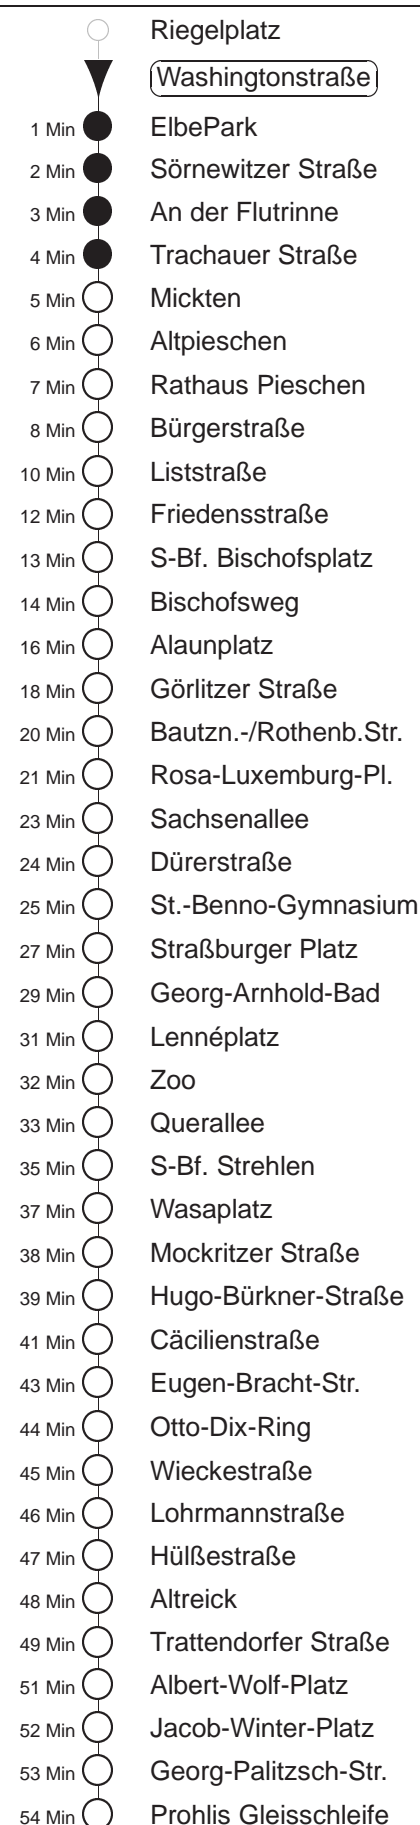 Riegelplatz
Washingtonstraße
1 Min ElbePark
2 Min Sörnewitzer Straße
3 Min An der Flutrinne
4 Min Trachauer Straße
5 Min Mickten
6 Min Altpieschen
7 Min Rathaus Pieschen
8 Min Bürgerstraße
10 Min Liststraße
12 Min Friedensstraße
13 Min S-Bf. Bischofsplatz
14 Min Bischofsweg
16 Min Alaunplatz
18 Min Görlitzer Straße
20 Min Bautzn.-/Rothenb.Str.
21 Min Rosa-Luxemburg-Pl.
23 Min Sachsenallee
24 Min Dürerstraße
25 Min St.-Benno-Gymnasium
27 Min Straßburger Platz
29 Min Georg-Arnhold-Bad
31 Min Lennéplatz
32 Min Zoo
33 Min Querallee
35 Min S-Bf. Strehlen
37 Min Wasaplatz
38 Min Mockritzer Straße
39 Min Hugo-Bürkner-Straße
41 Min Cäcilienstraße
43 Min Eugen-Bracht-Str.
44 Min Otto-Dix-Ring
45 Min Wieckestraße
46 Min Lohrmannstraße
47 Min Hülßestraße
48 Min Altreick
49 Min Trattendorfer Straße
51 Min Albert-Wolf-Platz
52 Min Jacob-Winter-Platz
53 Min Georg-Palitzsch-Str.
54 Min Prohlis Gleisschleife